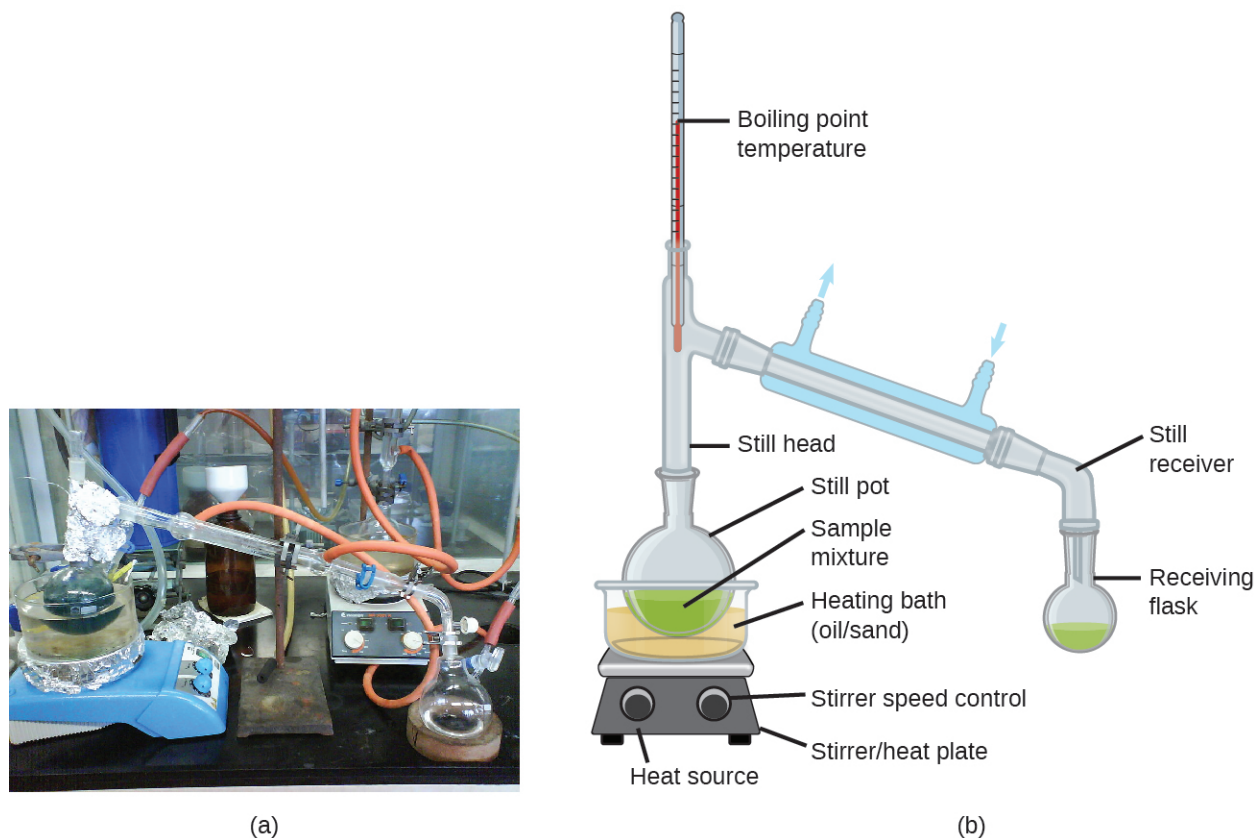 Boiling point
temperature
Still head
Still
receiver
Still pot
Sample
mixture
Receiving
flask
Heating bath
(oil/sand)
Stirrer speed control
Stirrer/heat plate
Heat source
(a)
(b)